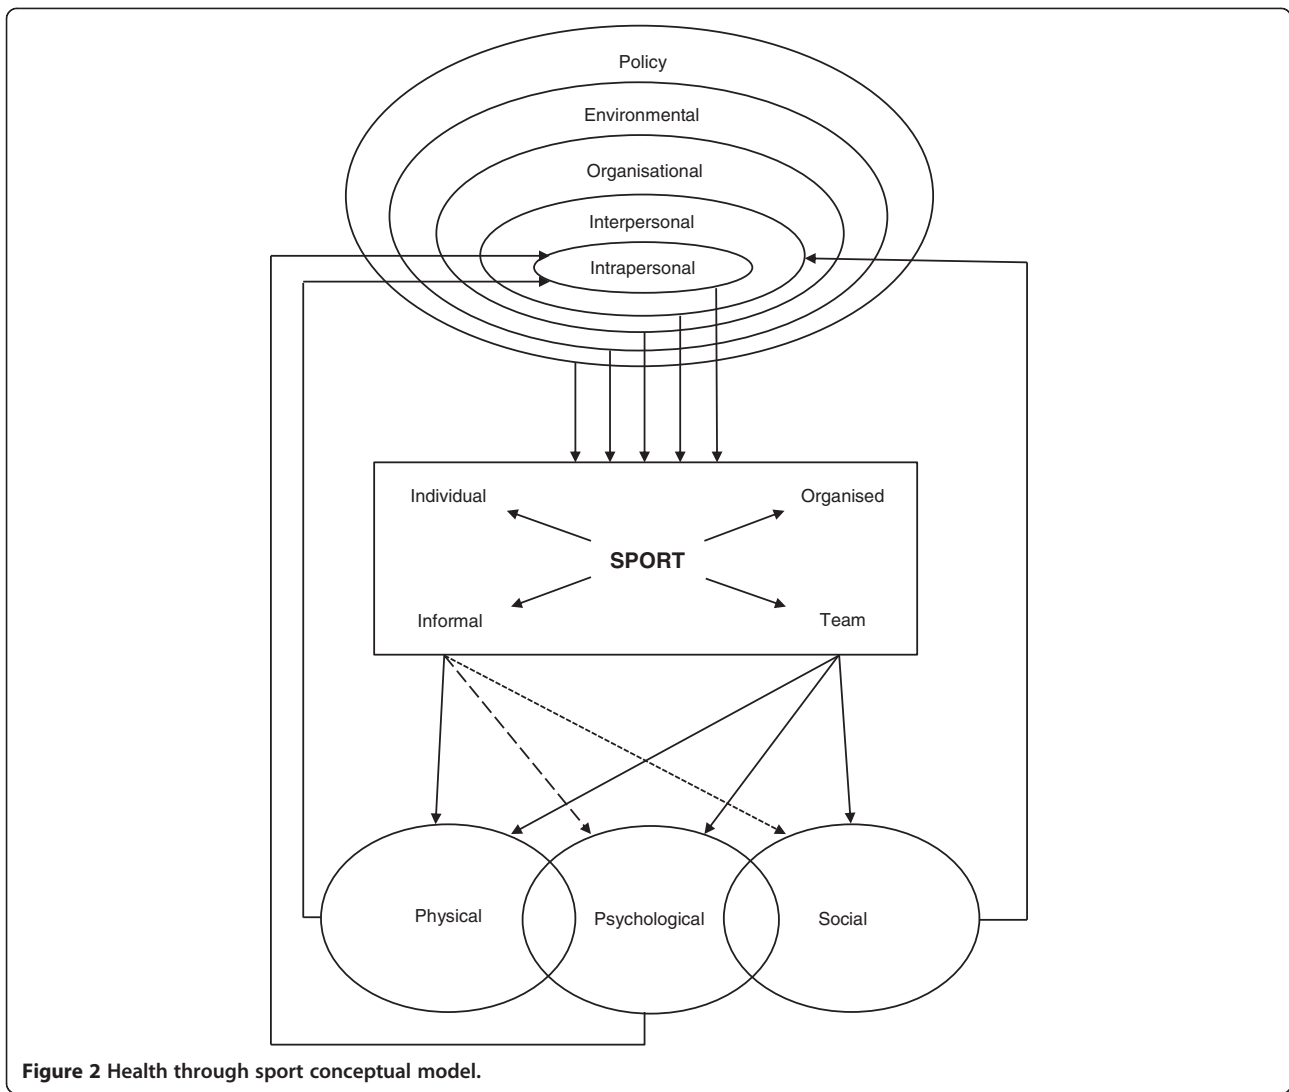 Policy
Environmental
Organisational
Interpersonal
Intrapersonal
Individual
Organised
SPORT
Informal
Team
Physical
Psychological
Social
Figure 2 Health through sport conceptual model.